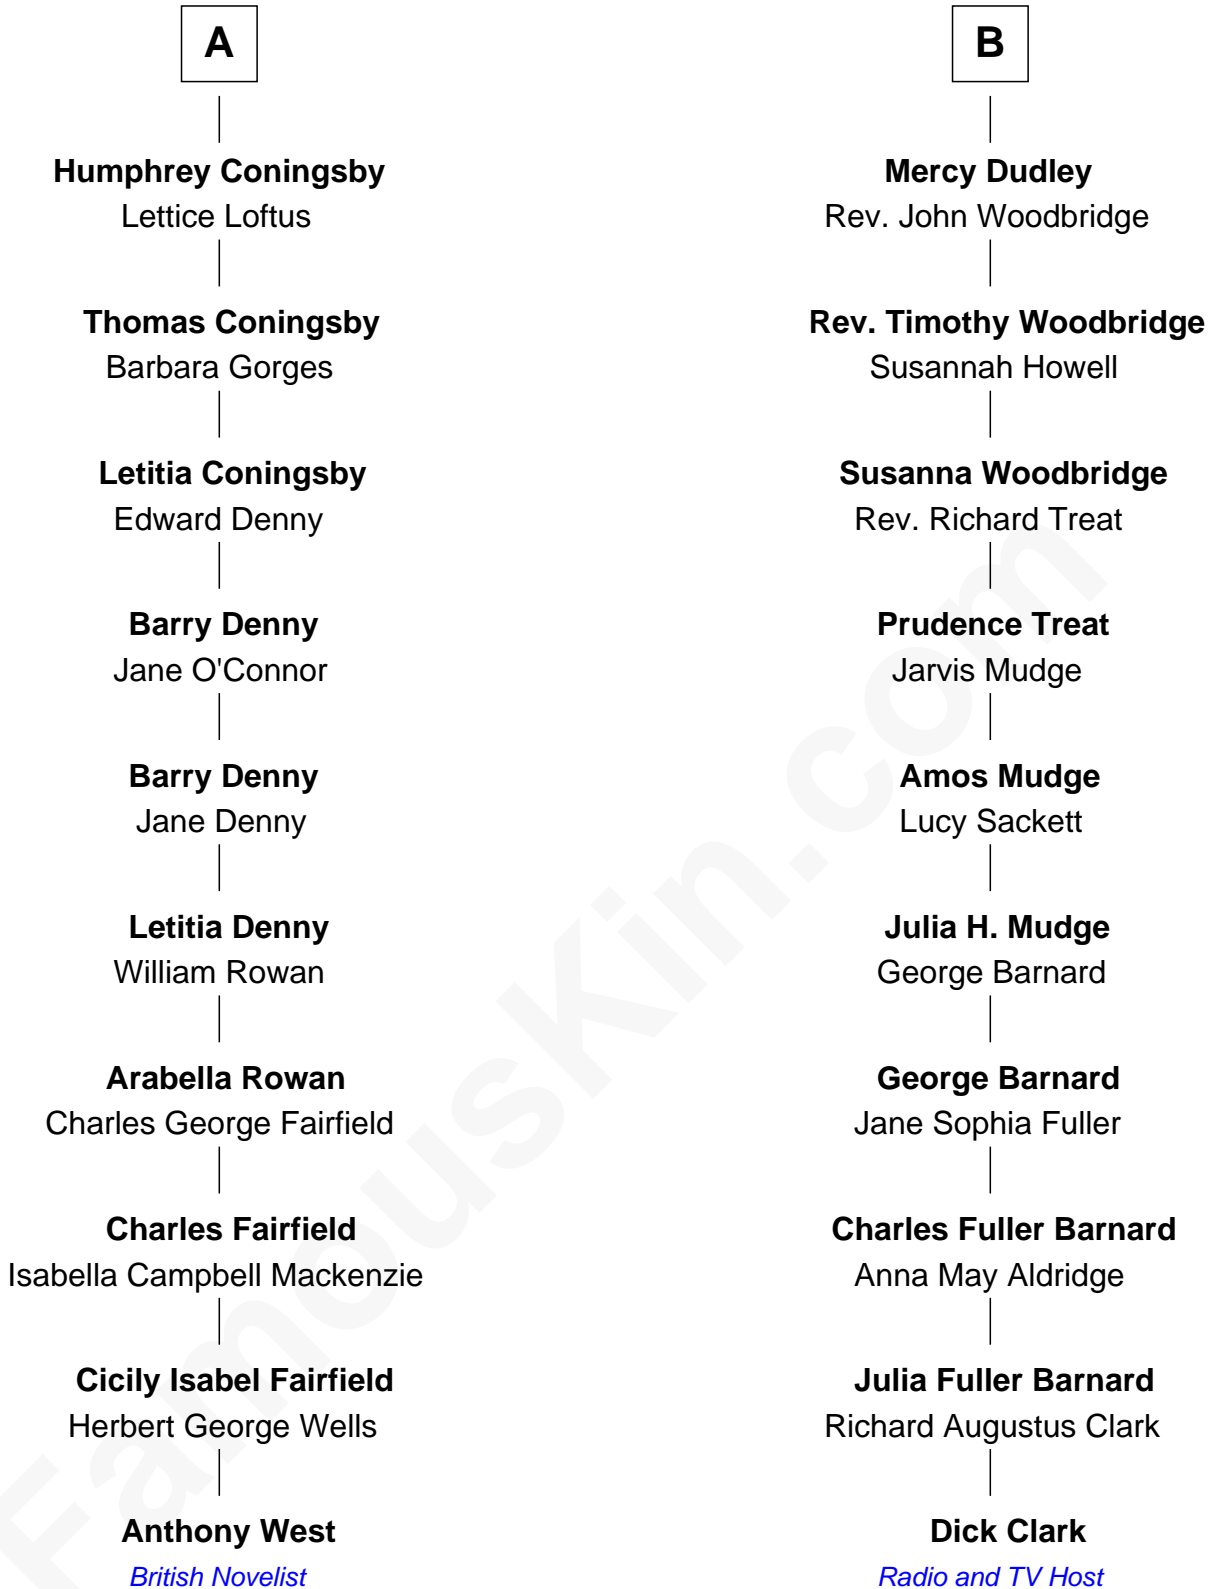 A
Humphrey Coningsby
Lettice Loftus
Thomas Coningsby
Barbara Gorges
Letitia Coningsby
Edward Denny
Barry Denny
Jane O'Connor
Barry Denny
Jane Denny
Letitia Denny
William Rowan
Arabella Rowan
Charles George Fairfield
Charles Fairfield
Isabella Campbell Mackenzie
Cicily Isabel Fairfield
Herbert George Wells
Anthony West
British Novelist
B
Mercy Dudley
Rev. John Woodbridge
Rev. Timothy Woodbridge
Susannah Howell
Susanna Woodbridge
Rev. Richard Treat
Prudence Treat
Jarvis Mudge
Amos Mudge
Lucy Sackett
Julia H. Mudge
George Barnard
George Barnard
Jane Sophia Fuller
Charles Fuller Barnard
Anna May Aldridge
Julia Fuller Barnard
Richard Augustus Clark
Dick Clark
Radio and TV Host
FamousKin.com